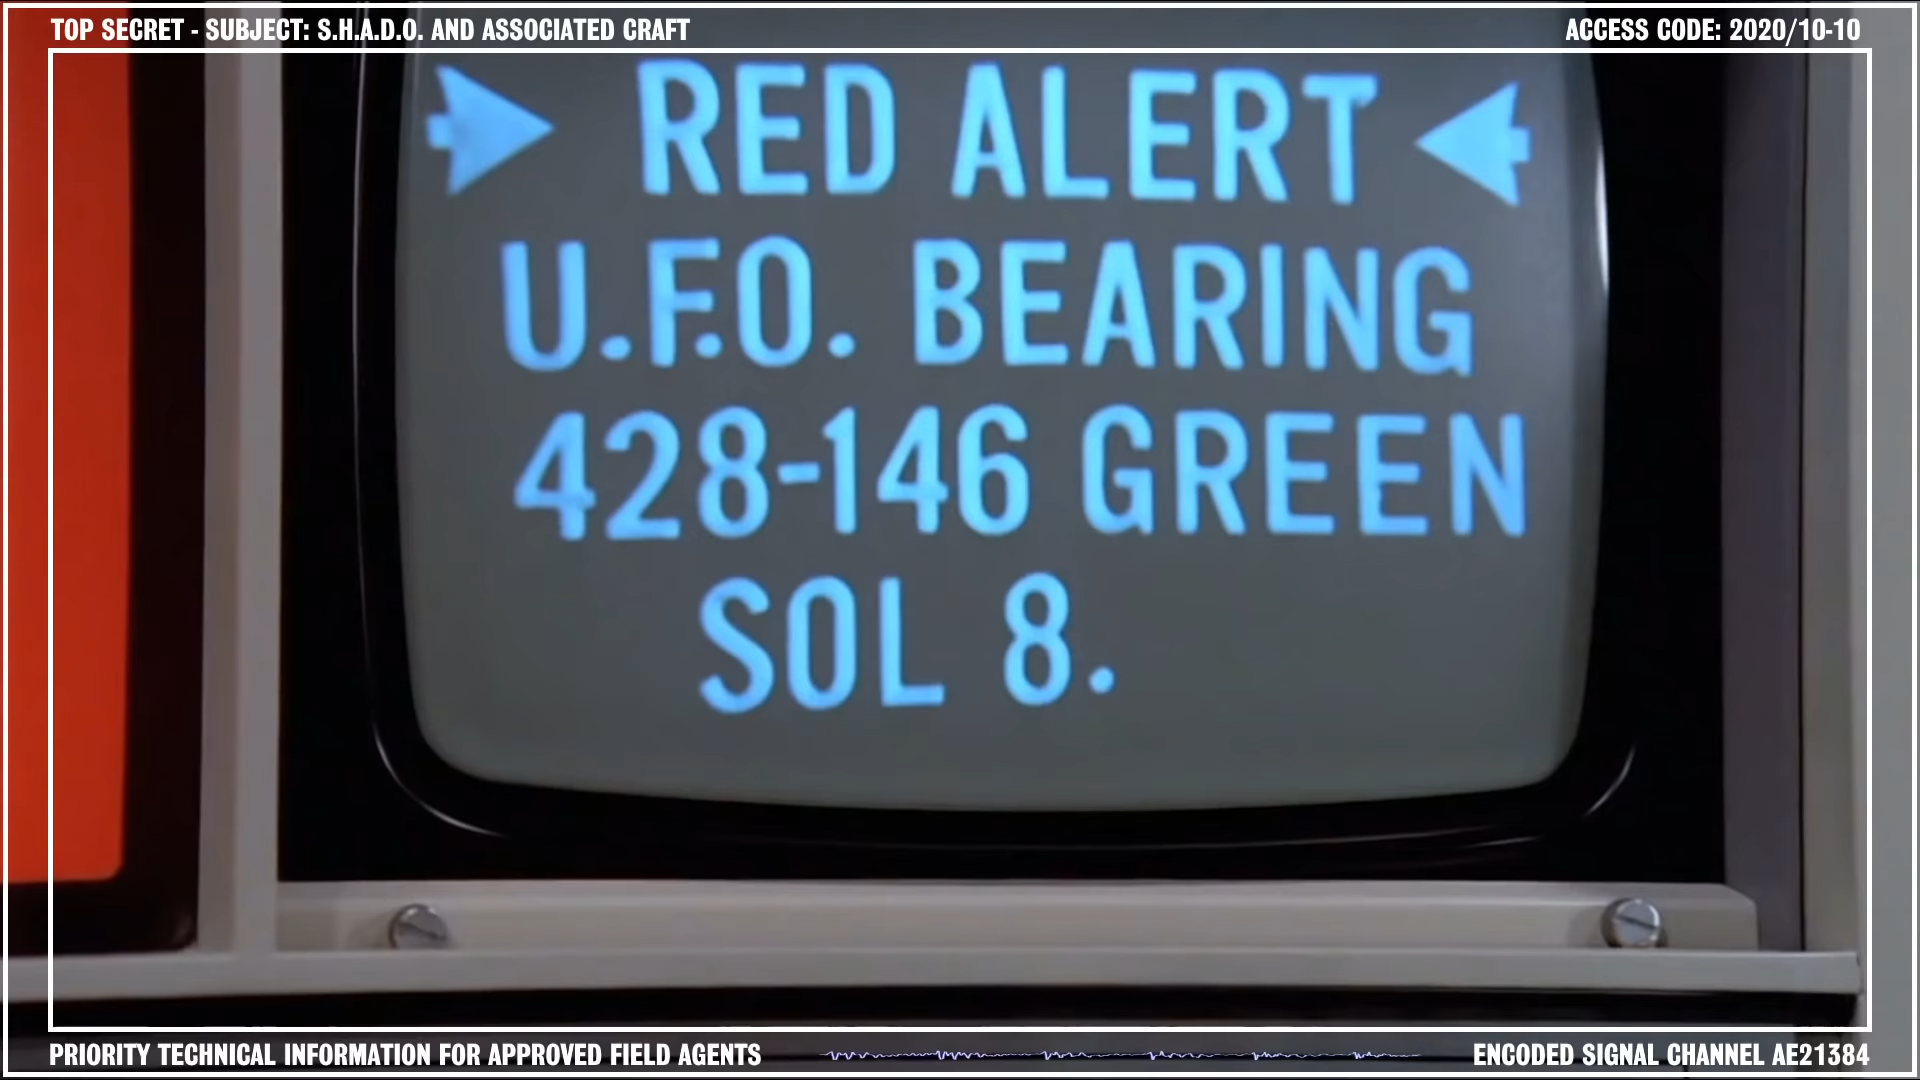 TOP SECRET - SUBJECT: S.H.A.D.O. AND ASSOCIATED CRAFT
ACCESS CODE: 2020/10-10
RED ALERT
U.F.O. BEARING
428-146 GREEN
SOL 8.
PRIORITY TECHNICAL INFORMATION FOR APPROVED FIELD AGENTS
ENCODED SIGNAL CHANNEL AE21384